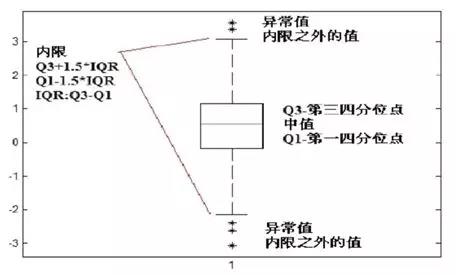 异常值
内限之外的值
内限
Q3+1.5*IQR
Q1-1.5*IQR
IQR:Q3-Q1
Q3-第三四分位点
中值
Q1-第一四分位点
异常值
内限之外的值
3
2
1
0
-1
-2
-3
1